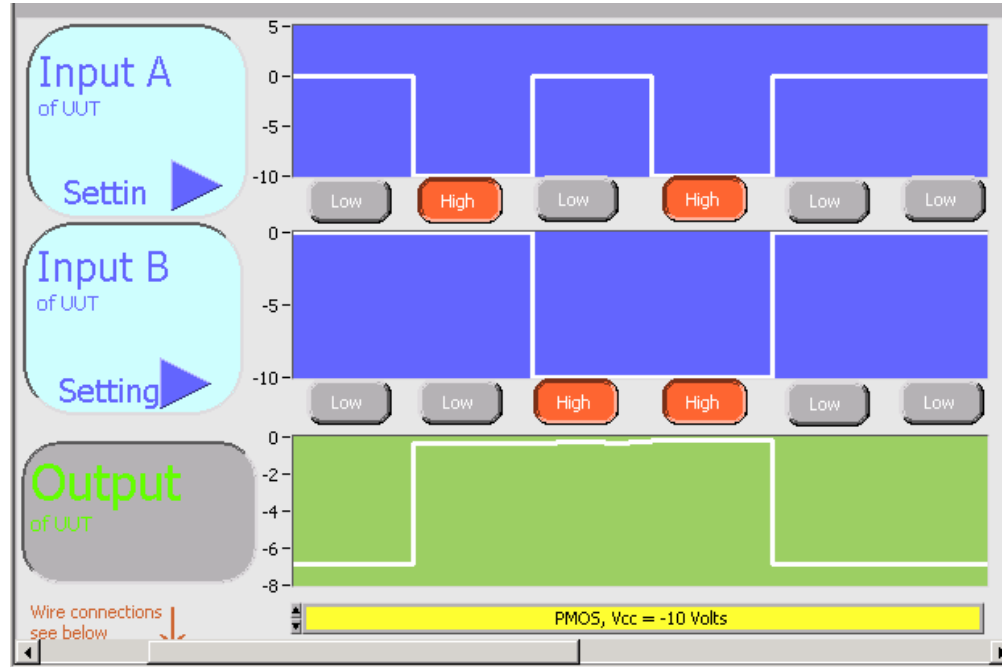 Input A
of UUT
Settin
5
0
-5
-10
Low High Low High Low Low
Input B
of UUT
Setting
0
-5
-10
Low Low High High Low Low
Output
of UUT
0
-2
-4
-6
-8
Wire connections
see below
PMOS, Vcc = -10 Volts